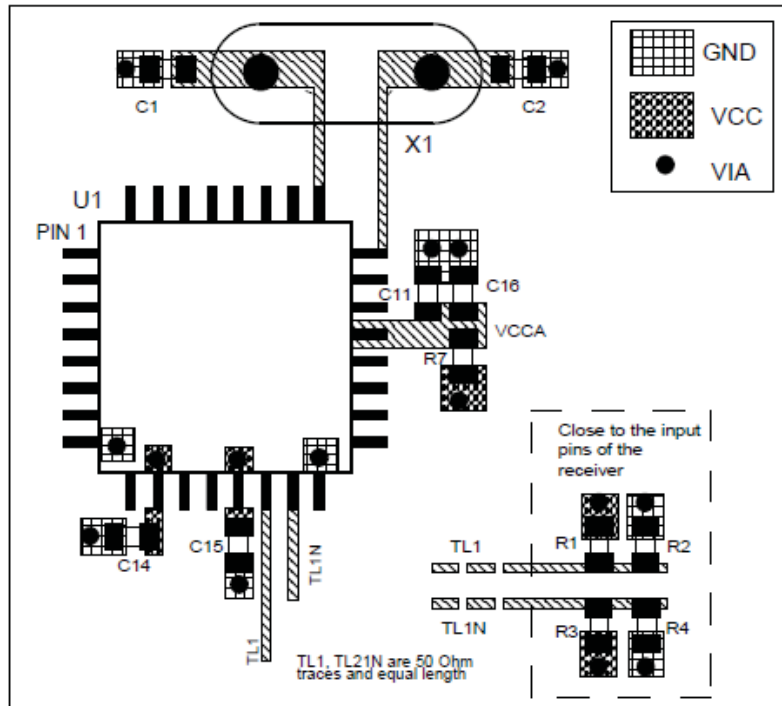 GND
VCC
VIA
C1
C2
X1
U1
PIN 1
C11
C16
VCCA
R7
Close to the input
pins of the
receiver
R1
R2
TL1
TL1N
R3
R4
C14
C15
TL1N
TL1
TL1, TL21N are 50 Ohm
traces and equal length